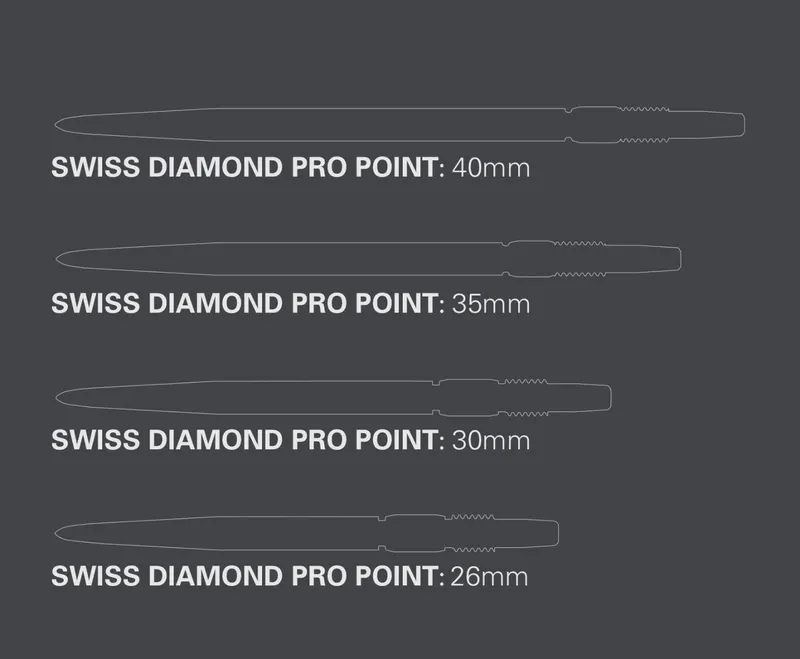 SWISS DIAMOND PRO POINT: 40mm
SWISS DIAMOND PRO POINT: 35mm
SWISS DIAMOND PRO POINT: 30mm
SWISS DIAMOND PRO POINT: 26mm